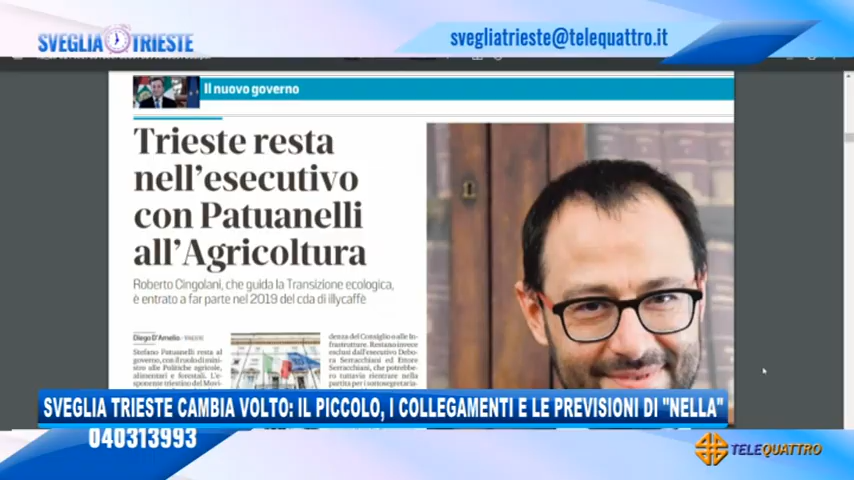 SVEGLIA TRIESTE
svegliatrieste@telequattro.it
Il nuovo governo
Trieste resta
nell'esecutivo
con Patuanelli
all'Agricoltura
Roberto Cingolani, che guida la Transizione ecologica,
è entrato a far parte nel 2019 del cda di illycaffè
Diego D'Amelio / TRIESTE
Stefano Patuanelli resta al
governo, con il ruolo di mini-
stro alle Politiche agricole,
alimentari e forestali. L'e-
sponente triestino del Movi-
denza del Consiglio o alle In-
frastrutture. Restano invece
esclusi dall'esecutivo Debo-
ra Serracchiani ed Ettore
Serracchiani, che potrebbe-
ro tuttavia rientrare nella
partita per i sottosegretaria-
SVEGLIA TRIESTE CAMBIA VOLTO: IL PICCOLO, I COLLEGAMENTI E LE PREVISIONI DI "NELLA"
040313993
TELEQUATTRO